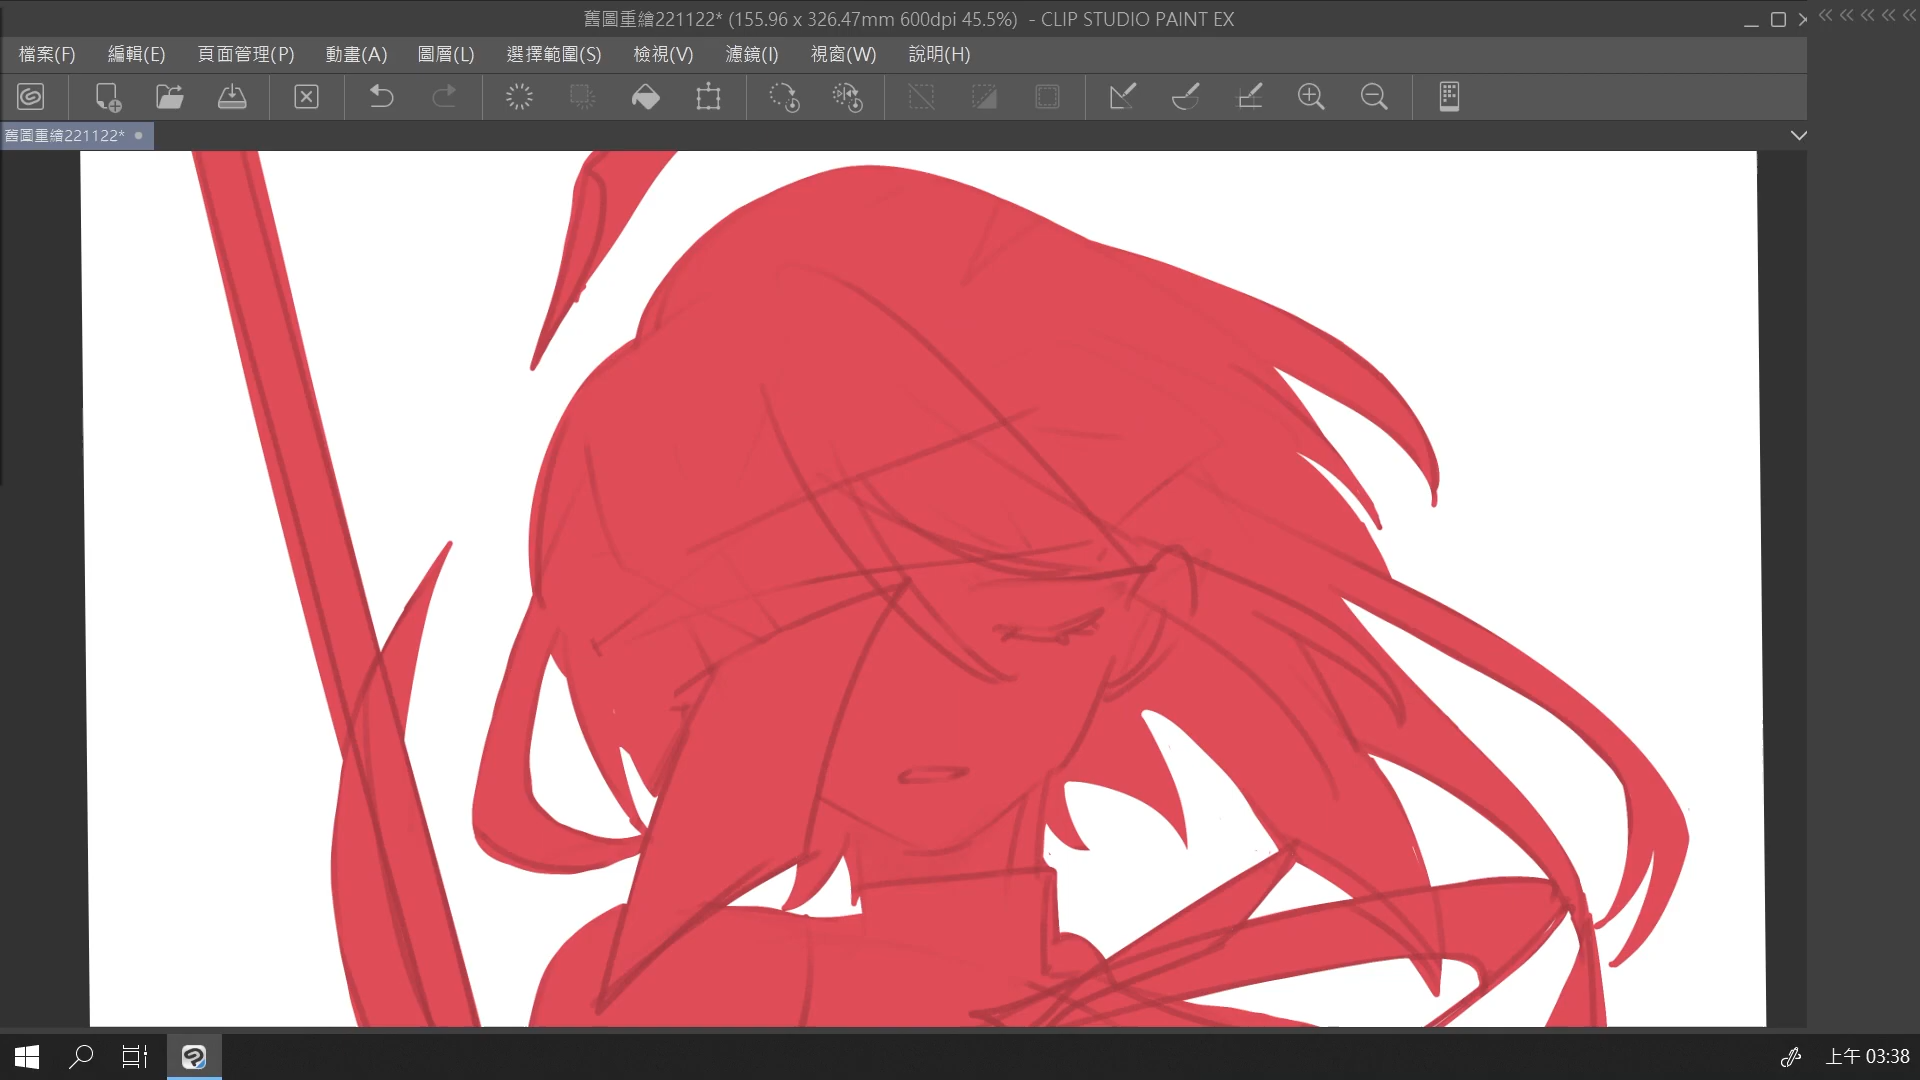 舊圖重繪221122* (155.96 x 326.47mm 600dpi 45.5%) - CLIP STUDIO PAINT EX
檔案(F) 編輯(E) 頁面管理(P) 動畫(A) 圖層(L) 選擇範圍(S) 檢視(V) 濾鏡(I) 視窗(W) 說明(H)
舊圖重繪221122*
上午 03:38